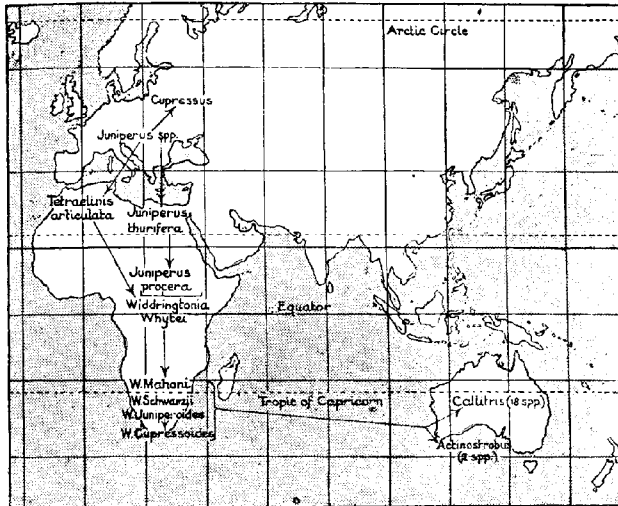 Arctic Circle
Cupressus
Juniperus spp.
Tetraclinis
articulata
Juniperus
thurifera
Juniperus
procera
Widdringtonia
Whytei
Equator
W. Mahoni
W. Schwarzii
W. Juniperoides
W. Cupressoides
Tropic of Capricorn
Callitris (18 spp)
Actinostrobus
(2 spp.)